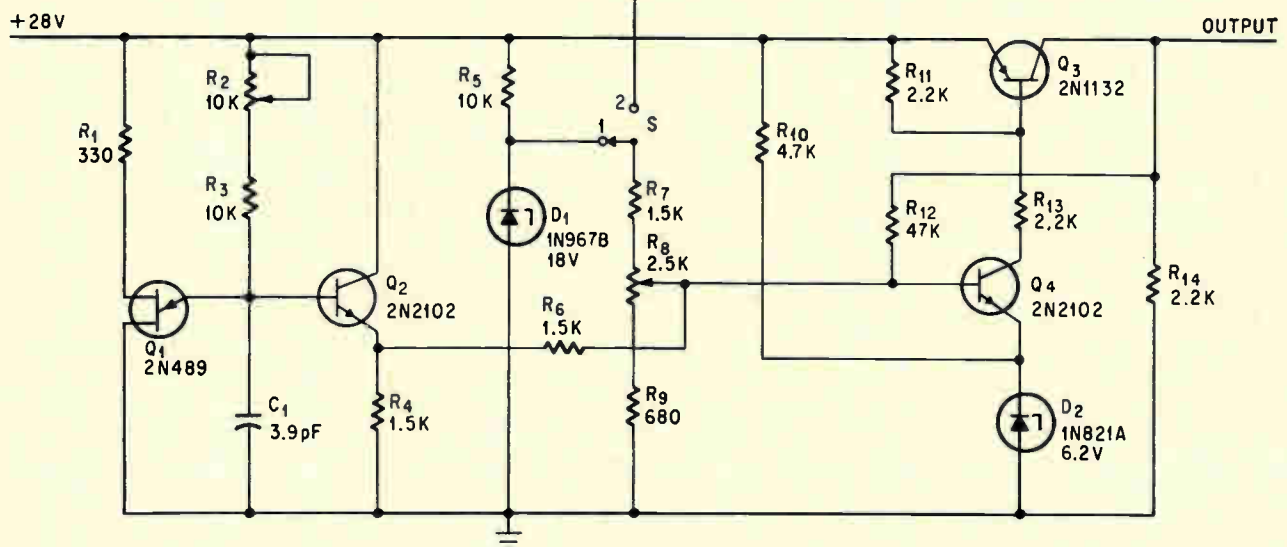 +28V
OUTPUT
R1
330
R2
10K
R3
10K
Q1
2N489
C1
3.9pF
Q2
2N2102
R4
1.5K
R5
10K
D1
1N967B
18V
R6
1.5K
2
S
1
R7
1.5K
R8
2.5K
R9
680
R10
4.7K
R11
2.2K
Q3
2N1132
R12
47K
R13
2.2K
Q4
2N2102
R14
2.2K
D2
1N821A
6.2V